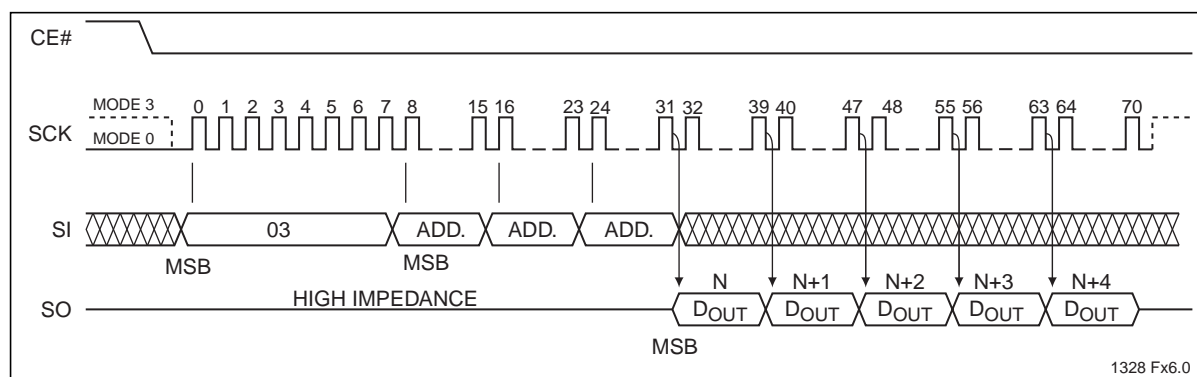 CE#
MODE 3
0 1 2 3 4 5 6 7 8 15 16 23 24 31 32 39 40 47 48 55 56 63 64 70
SCK
MODE 0
SI
03
ADD.
ADD.
ADD.
MSB
MSB
N
N+1
N+2
N+3
N+4
HIGH IMPEDANCE
SO
DOUT
DOUT
DOUT
DOUT
DOUT
MSB
1328 Fx6.0